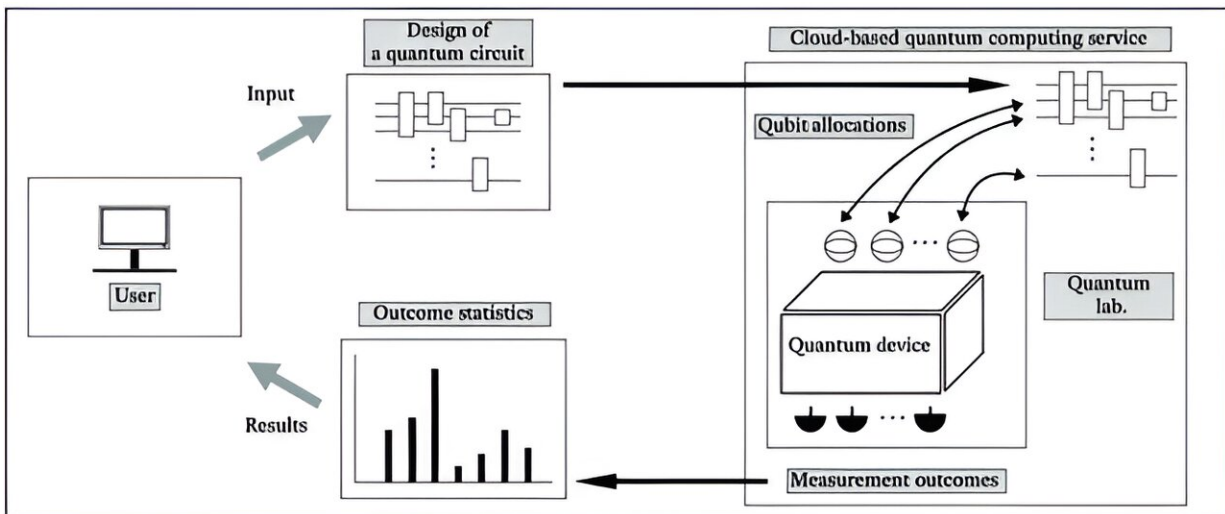 Design of
a quantum circuit
Cloud-based quantum computing service
Input
Qubit allocations
User
Quantum
lab.
Outcome statistics
Quantum device
Results
Measurement outcomes